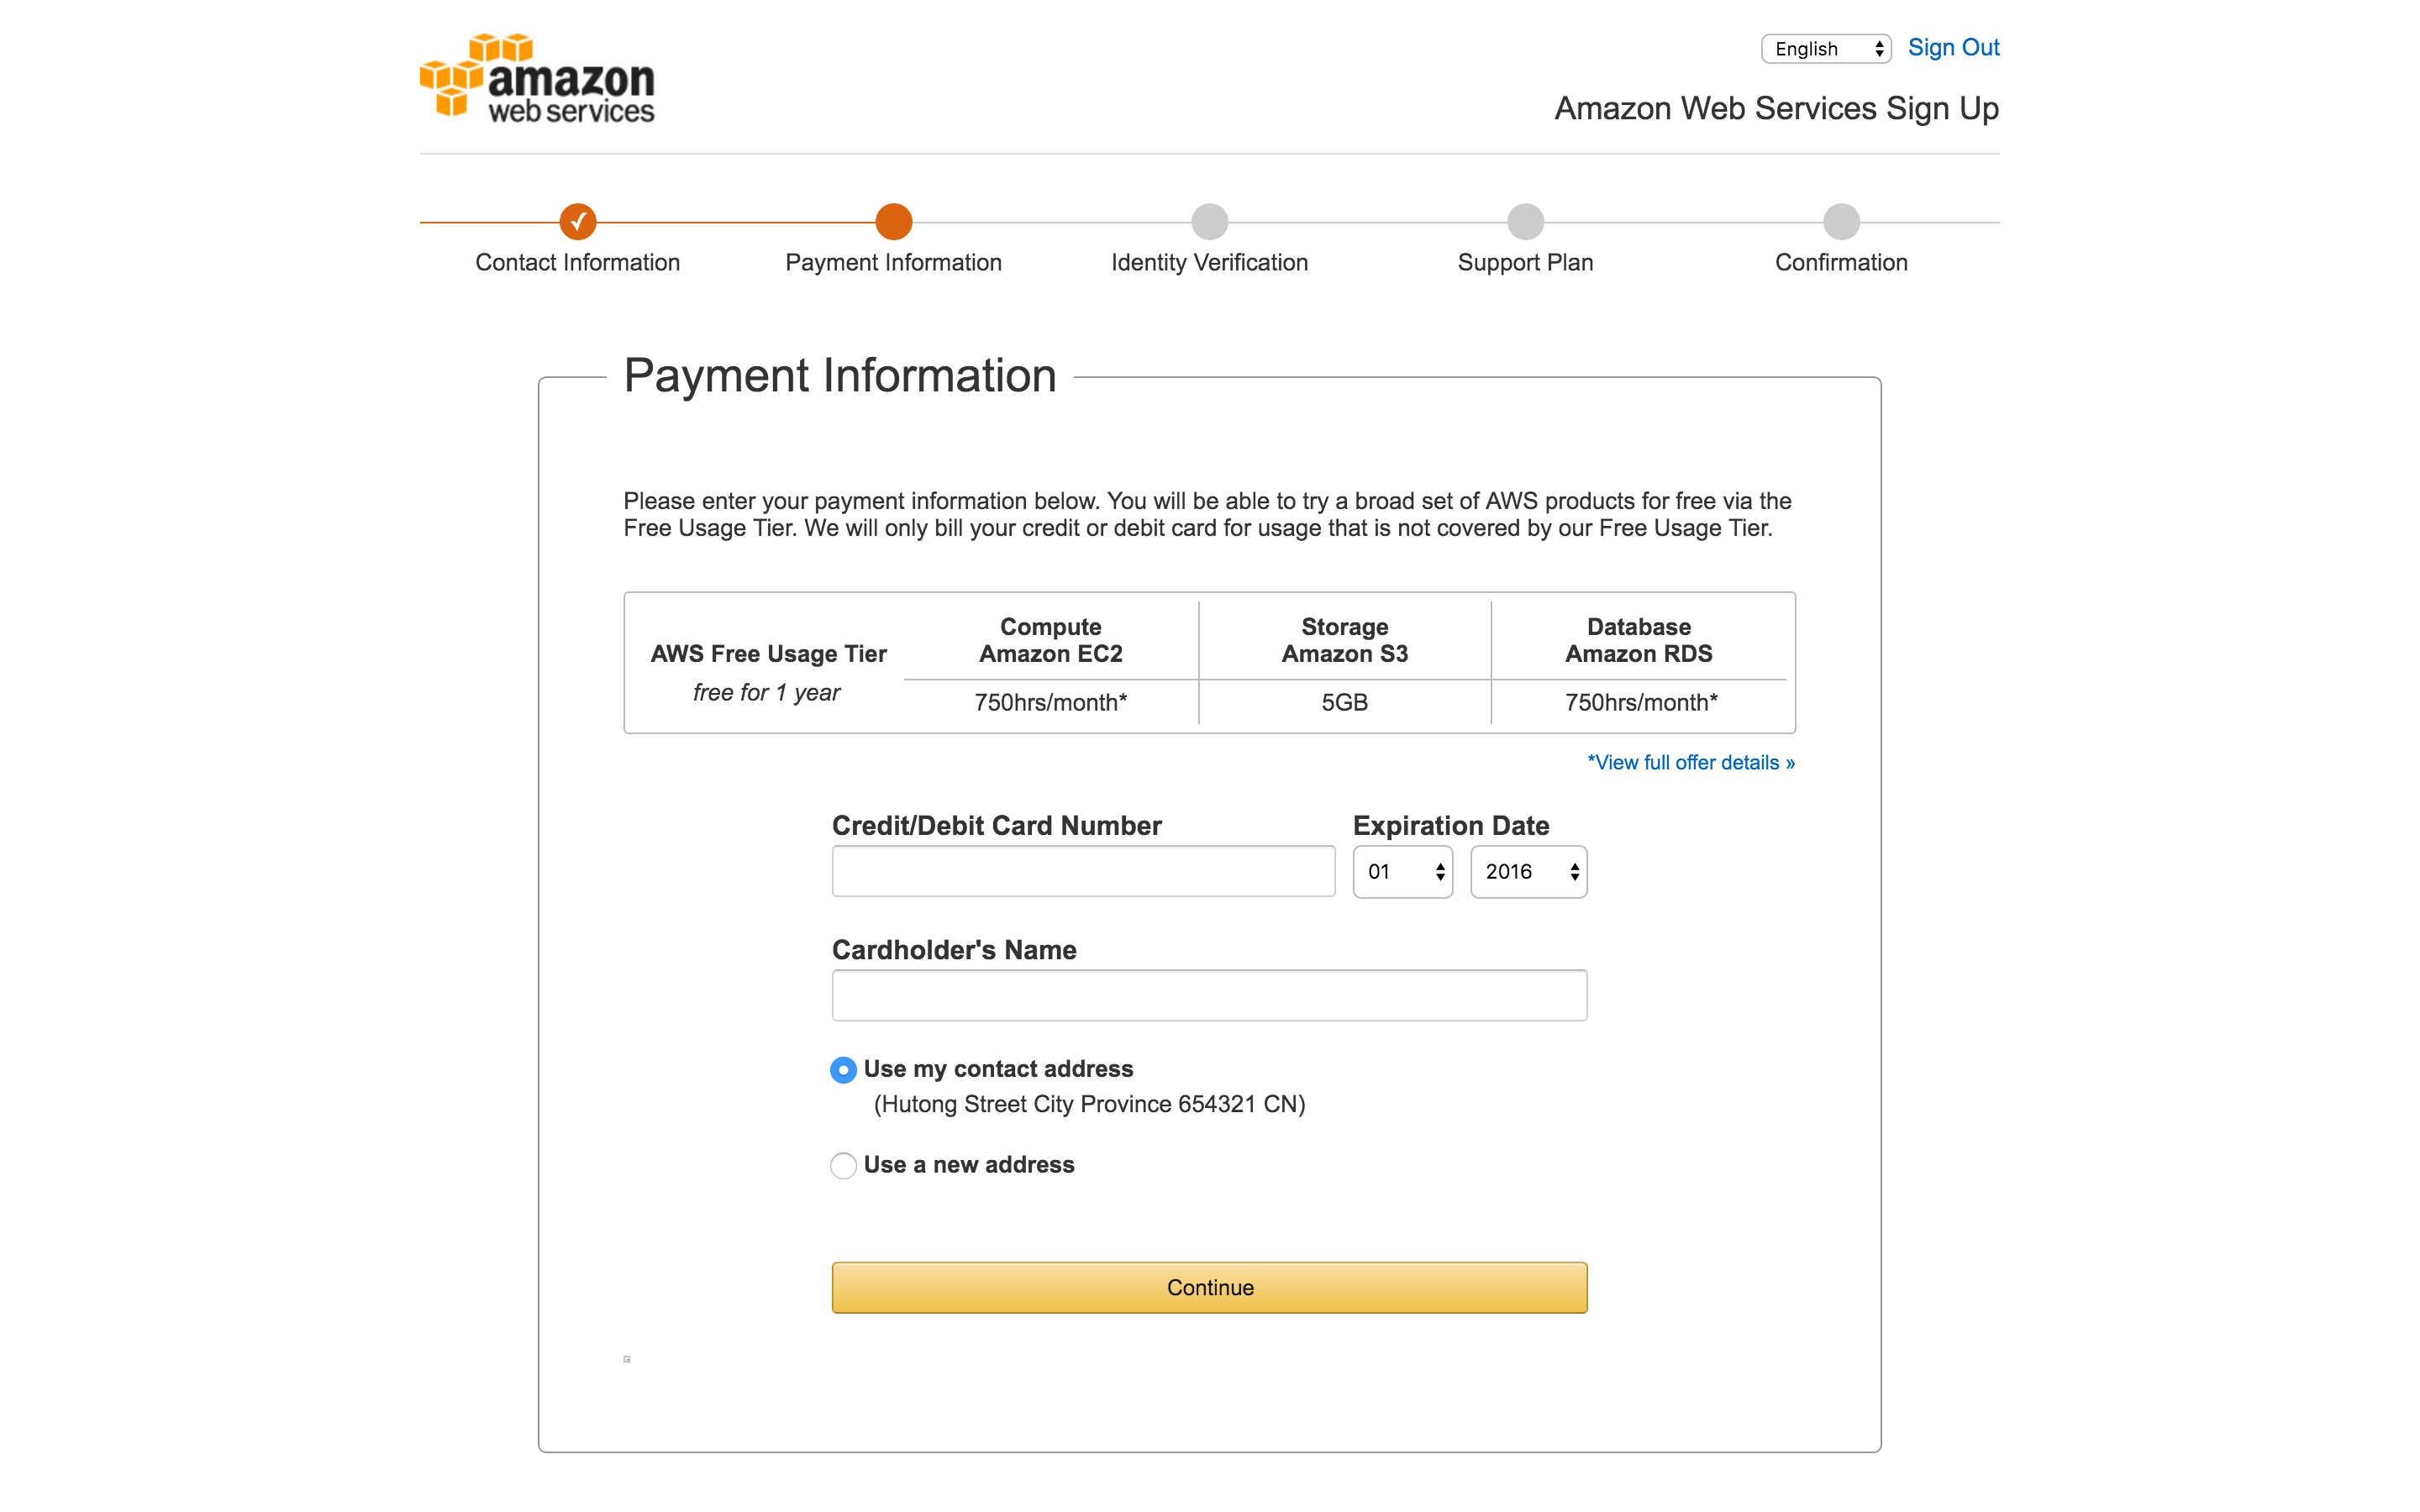 amazon
web services
English
Sign Out
Amazon Web Services Sign Up
Contact Information
Payment Information
Identity Verification
Support Plan
Confirmation
Payment Information
Please enter your payment information below. You will be able to try a broad set of AWS products for free via the
Free Usage Tier. We will only bill your credit or debit card for usage that is not covered by our Free Usage Tier.
AWS Free Usage Tier
free for 1 year
Compute
Amazon EC2
750hrs/month*
Storage
Amazon S3
5GB
Database
Amazon RDS
750hrs/month*
*View full offer details »
Credit/Debit Card Number
Expiration Date
01
2016
Cardholder's Name
Use my contact address
(Hutong Street City Province 654321 CN)
Use a new address
Continue